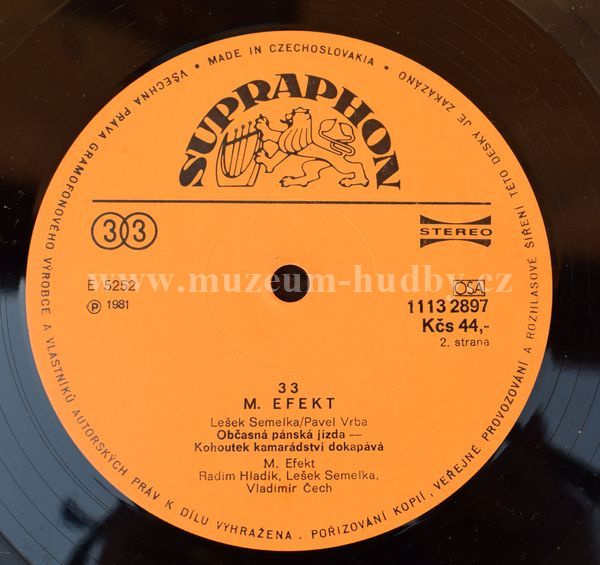 VŠECHNA PRÁVA GRAMOFONOVÉHO VÝROBCE A VLASTNÍKŮ AUTORSKÝCH PRÁV K DÍLU VYHRAŽENA . POŘIZOVÁNÍ KOPIÍ, VEŘEJNÉ PROVOZOVÁNÍ A ROZHLASOVÉ ŠÍŘENÍ TÉTO DESKY JE ZAKÁZÁNO
• MADE IN CZECHOSLOVAKIA •
SUPRAPHON
33
STEREO
www.muzeum-hudby.cz
E 5252
℗ 1981
OSA
1113 2897
Kčs 44,-
2. strana
33
M. EFEKT
Lešek Semelka/Pavel Vrba
Občasná pánská jízda —
Kohoutek kamarádství dokapává
M. Efekt
Radim Hladík, Lešek Semelka,
Vladimír Čech